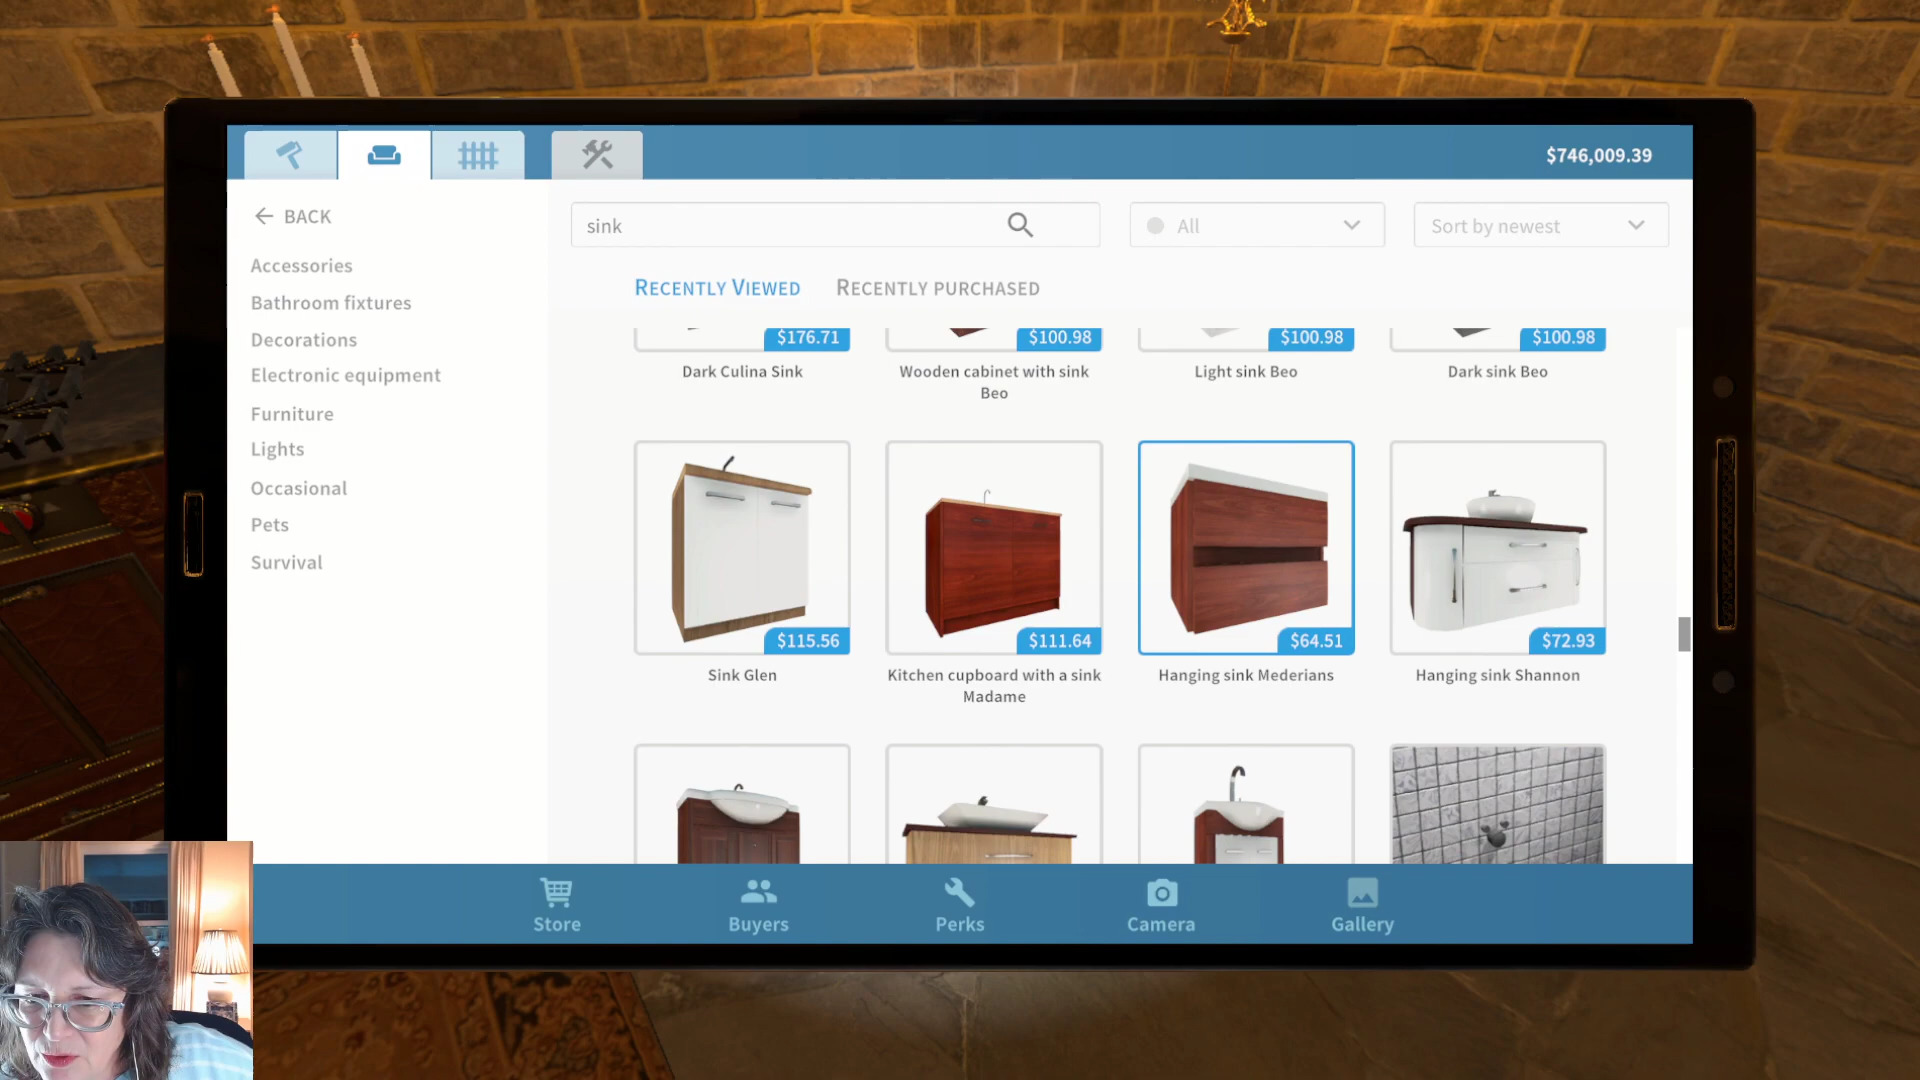 $746,009.39
BACK
sink
All
Sort by newest
Accessories
Bathroom fixtures
Decorations
Electronic equipment
Furniture
Lights
Occasional
Pets
Survival
RECENTLY VIEWED
RECENTLY PURCHASED
$176.71
$100.98
$100.98
$100.98
Dark Culina Sink
Wooden cabinet with sink
Beo
Light sink Beo
Dark sink Beo
$115.56
$111.64
$64.51
$72.93
Sink Glen
Kitchen cupboard with a sink
Madame
Hanging sink Mederians
Hanging sink Shannon
Store
Buyers
Perks
Camera
Gallery